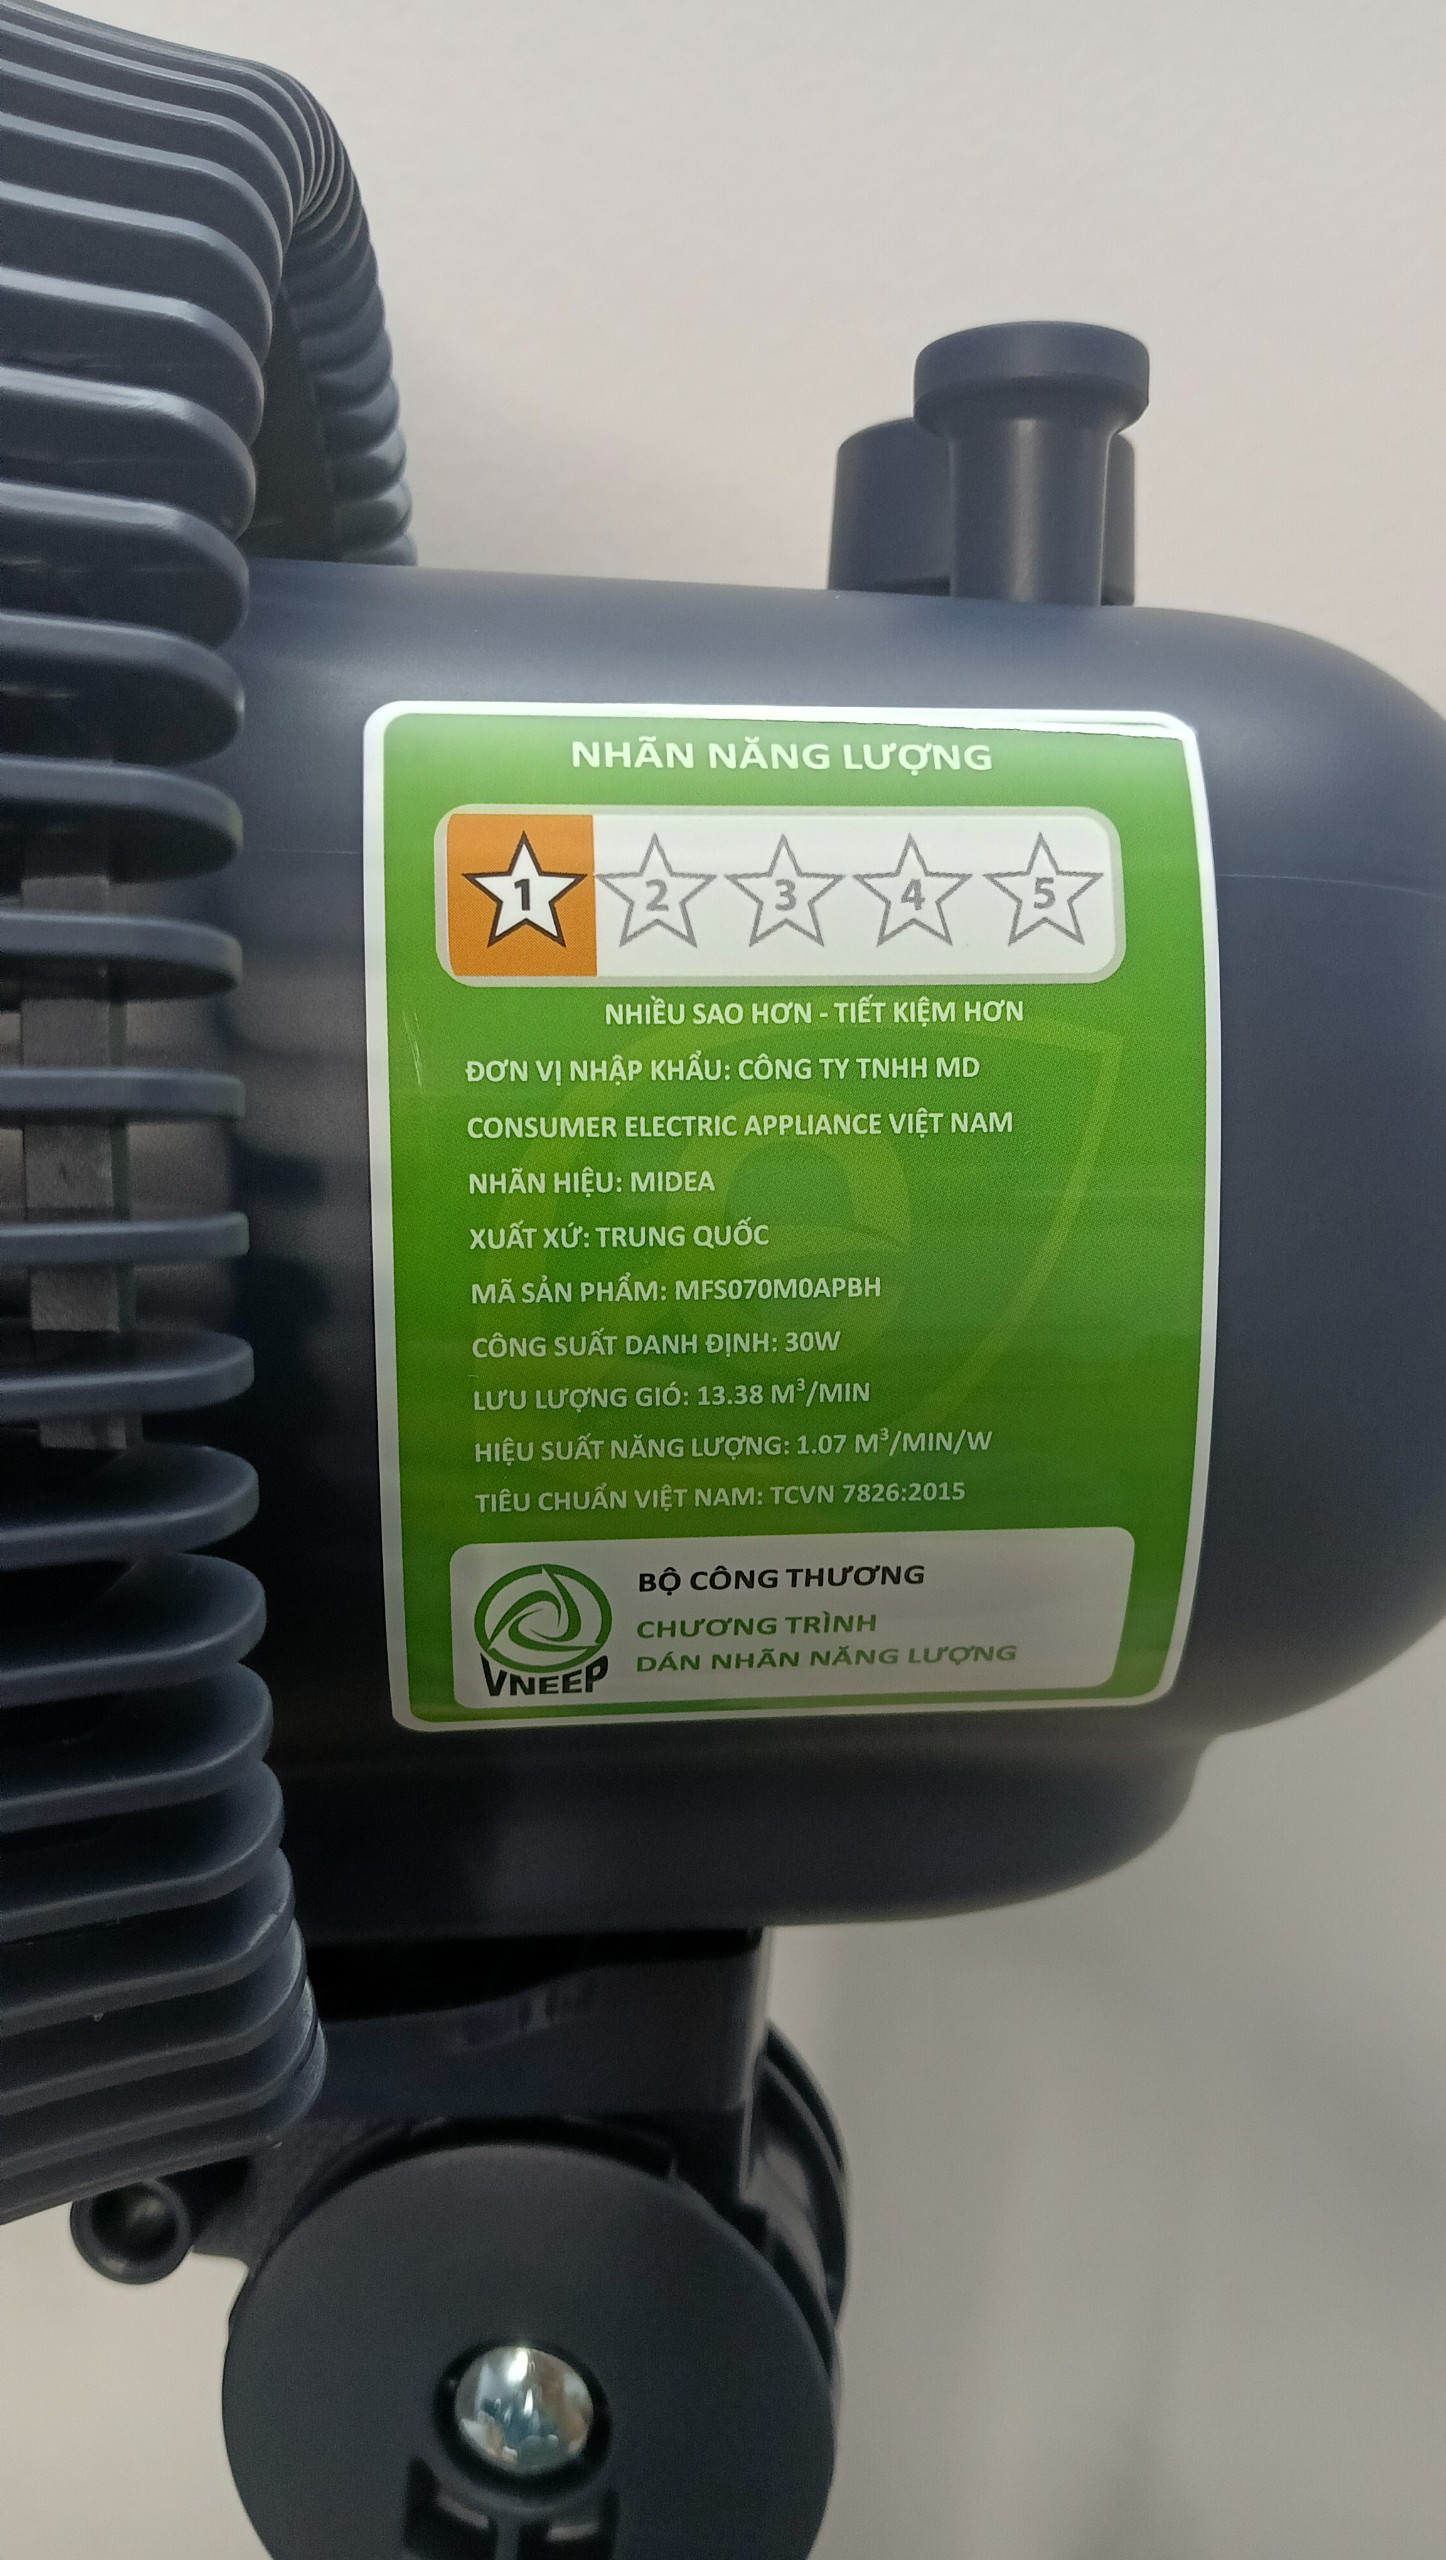 NHÃN NĂNG LƯỢNG
1 2 3 4 5
NHIỀU SAO HƠN - TIẾT KIỆM HƠN
ĐƠN VỊ NHẬP KHẨU: CÔNG TY TNHH MD
CONSUMER ELECTRIC APPLIANCE VIỆT NAM
NHÃN HIỆU: MIDEA
XUẤT XỨ: TRUNG QUỐC
MÃ SẢN PHẨM: MFS070M0APBH
CÔNG SUẤT DANH ĐỊNH: 30W
LƯU LƯỢNG GIÓ: 13.38 M³/MIN
HIỆU SUẤT NĂNG LƯỢNG: 1.07 M³/MIN/W
TIÊU CHUẨN VIỆT NAM: TCVN 7826:2015
BỘ CÔNG THƯƠNG
CHƯƠNG TRÌNH
DÁN NHÃN NĂNG LƯỢNG
VNEEP